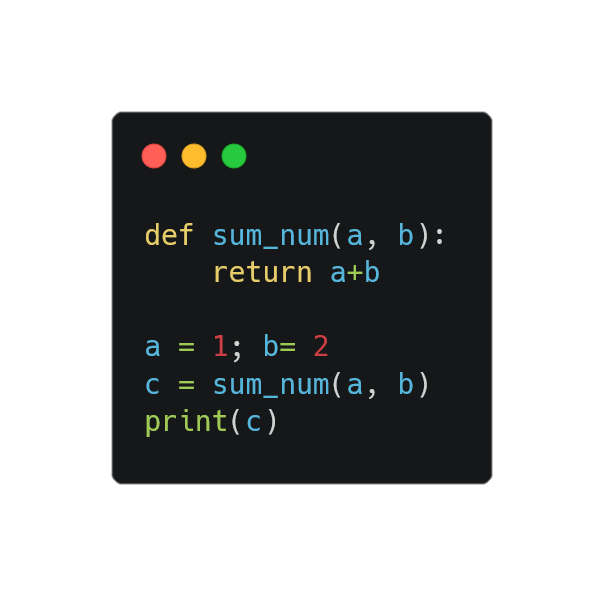 def sum_num(a, b):
    return a+b

a = 1; b= 2
c = sum_num(a, b)
print(c)